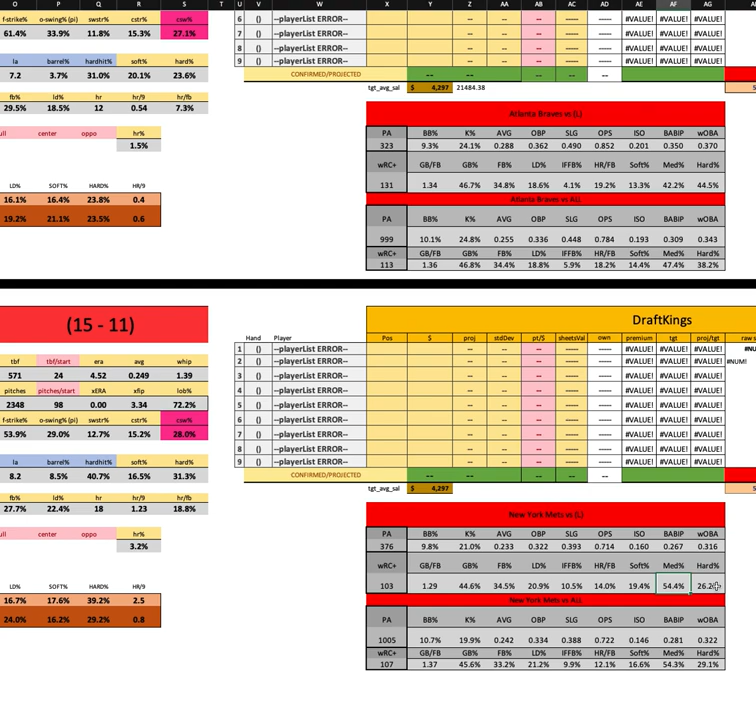 O P Q R S T U V W X Y Z AA AB AC AD AE AF AG
f-strike% o-swing% (pi) swstr% cstr% csw% 6 () --playerList ERROR-- -- -- -- ----- ----- #VALUE! #VALUE! #VALUE!
61.4% 33.9% 11.8% 15.3% 27.1% 7 () --playerList ERROR-- -- -- -- ----- ----- #VALUE! #VALUE! #VALUE!
8 () --playerList ERROR-- -- -- -- ----- ----- #VALUE! #VALUE! #VALUE!
la barrel% hardhit% soft% hard% 9 () --playerList ERROR-- -- -- -- ----- ----- #VALUE! #VALUE! #VALUE!
7.2 3.7% 31.0% 20.1% 23.6% CONFIRMED/PROJECTED -- -- -- -- -- --
tgt_avg_sal $ 4,297 21484.38
fb% ld% hr hr/9 hr/fb
29.5% 18.5% 12 0.54 7.3%
Atlanta Braves vs (L)
ull center oppo hr%
PA BB% K% AVG OBP SLG OPS ISO BABIP wOBA
1.5% 323 9.3% 24.1% 0.288 0.362 0.490 0.852 0.201 0.350 0.370
wRC+ GB/FB GB% FB% LD% IFFB% HR/FB Soft% Med% Hard%
LD% SOFT% HARD% HR/9 131 1.34 46.7% 34.8% 18.6% 4.1% 19.2% 13.3% 42.2% 44.5%
16.1% 16.4% 23.8% 0.4 Atlanta Braves vs ALL
19.2% 21.1% 23.5% 0.6 PA BB% K% AVG OBP SLG OPS ISO BABIP wOBA
999 10.1% 24.8% 0.255 0.336 0.448 0.784 0.193 0.309 0.343
wRC+ GB/FB GB% FB% LD% IFFB% HR/FB Soft% Med% Hard%
113 1.36 46.8% 34.4% 18.8% 5.9% 18.2% 14.4% 47.4% 38.2%
(15 - 11) DraftKings
Hand Player Pos $ proj stdDev pt/$ sheetsVal own premium tgt proj/tgt raw s
1 () --playerList ERROR-- -- -- -- ----- ----- #VALUE! #VALUE! #VALUE! #NU
tbf tbf/start era avg whip 2 () --playerList ERROR-- -- -- -- ----- ----- #VALUE! #VALUE! #VALUE! #NUM!
571 24 4.52 0.249 1.39 3 () --playerList ERROR-- -- -- -- ----- ----- #VALUE! #VALUE! #VALUE!
pitches pitches/start xERA xfip lob% 4 () --playerList ERROR-- -- -- -- ----- ----- #VALUE! #VALUE! #VALUE!
2348 98 0.00 3.34 72.2% 5 () --playerList ERROR-- -- -- -- ----- ----- #VALUE! #VALUE! #VALUE!
f-strike% o-swing% (pi) swstr% cstr% csw% 6 () --playerList ERROR-- -- -- -- ----- ----- #VALUE! #VALUE! #VALUE!
53.9% 29.0% 12.7% 15.2% 28.0% 7 () --playerList ERROR-- -- -- -- ----- ----- #VALUE! #VALUE! #VALUE!
8 () --playerList ERROR-- -- -- -- ----- ----- #VALUE! #VALUE! #VALUE!
la barrel% hardhit% soft% hard% 9 () --playerList ERROR-- -- -- -- ----- ----- #VALUE! #VALUE! #VALUE!
8.2 8.5% 40.7% 16.5% 31.3% CONFIRMED/PROJECTED -- -- -- -- -- --
tgt_avg_sal $ 4,297
fb% ld% hr hr/9 hr/fb
27.7% 22.4% 18 1.23 18.8%
New York Mets vs (L)
ull center oppo hr% PA BB% K% AVG OBP SLG OPS ISO BABIP wOBA
3.2% 376 9.8% 21.0% 0.233 0.322 0.393 0.714 0.160 0.267 0.316
wRC+ GB/FB GB% FB% LD% IFFB% HR/FB Soft% Med% Hard%
LD% SOFT% HARD% HR/9 103 1.29 44.6% 34.5% 20.9% 10.5% 14.0% 19.4% 54.4% 26.2%
16.7% 17.6% 39.2% 2.5 New York Mets vs ALL
24.0% 16.2% 29.2% 0.8 PA BB% K% AVG OBP SLG OPS ISO BABIP wOBA
1005 10.7% 19.9% 0.242 0.334 0.388 0.722 0.146 0.281 0.322
wRC+ GB/FB GB% FB% LD% IFFB% HR/FB Soft% Med% Hard%
107 1.37 45.6% 33.2% 21.2% 9.9% 12.1% 16.6% 54.3% 29.1%